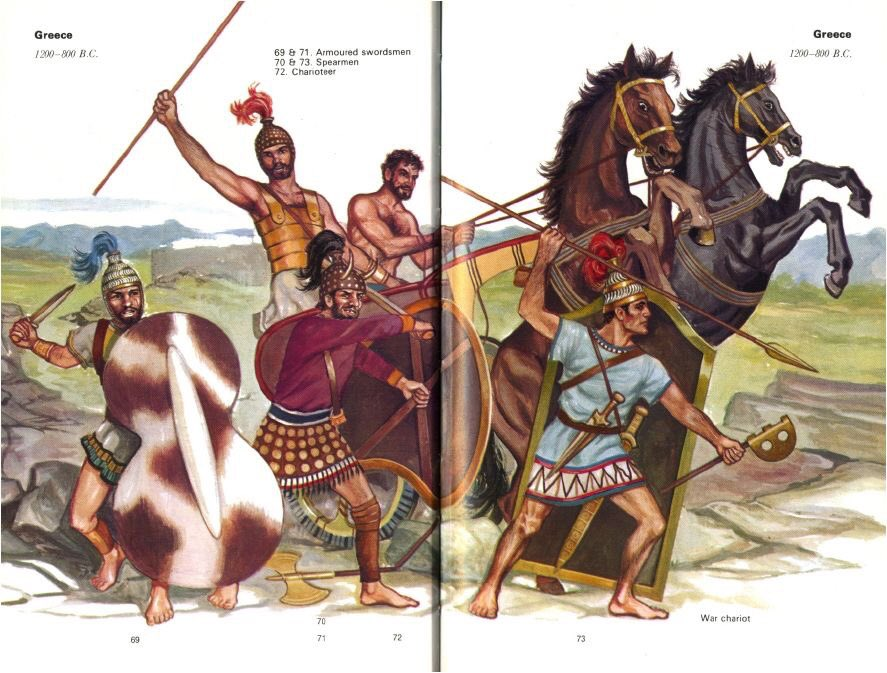 Greece
1200–800 B.C.
69 & 71. Armoured swordsmen
70 & 73. Spearmen
72. Charioteer
Greece
1200–800 B.C.
War chariot
69
70
71
72
73